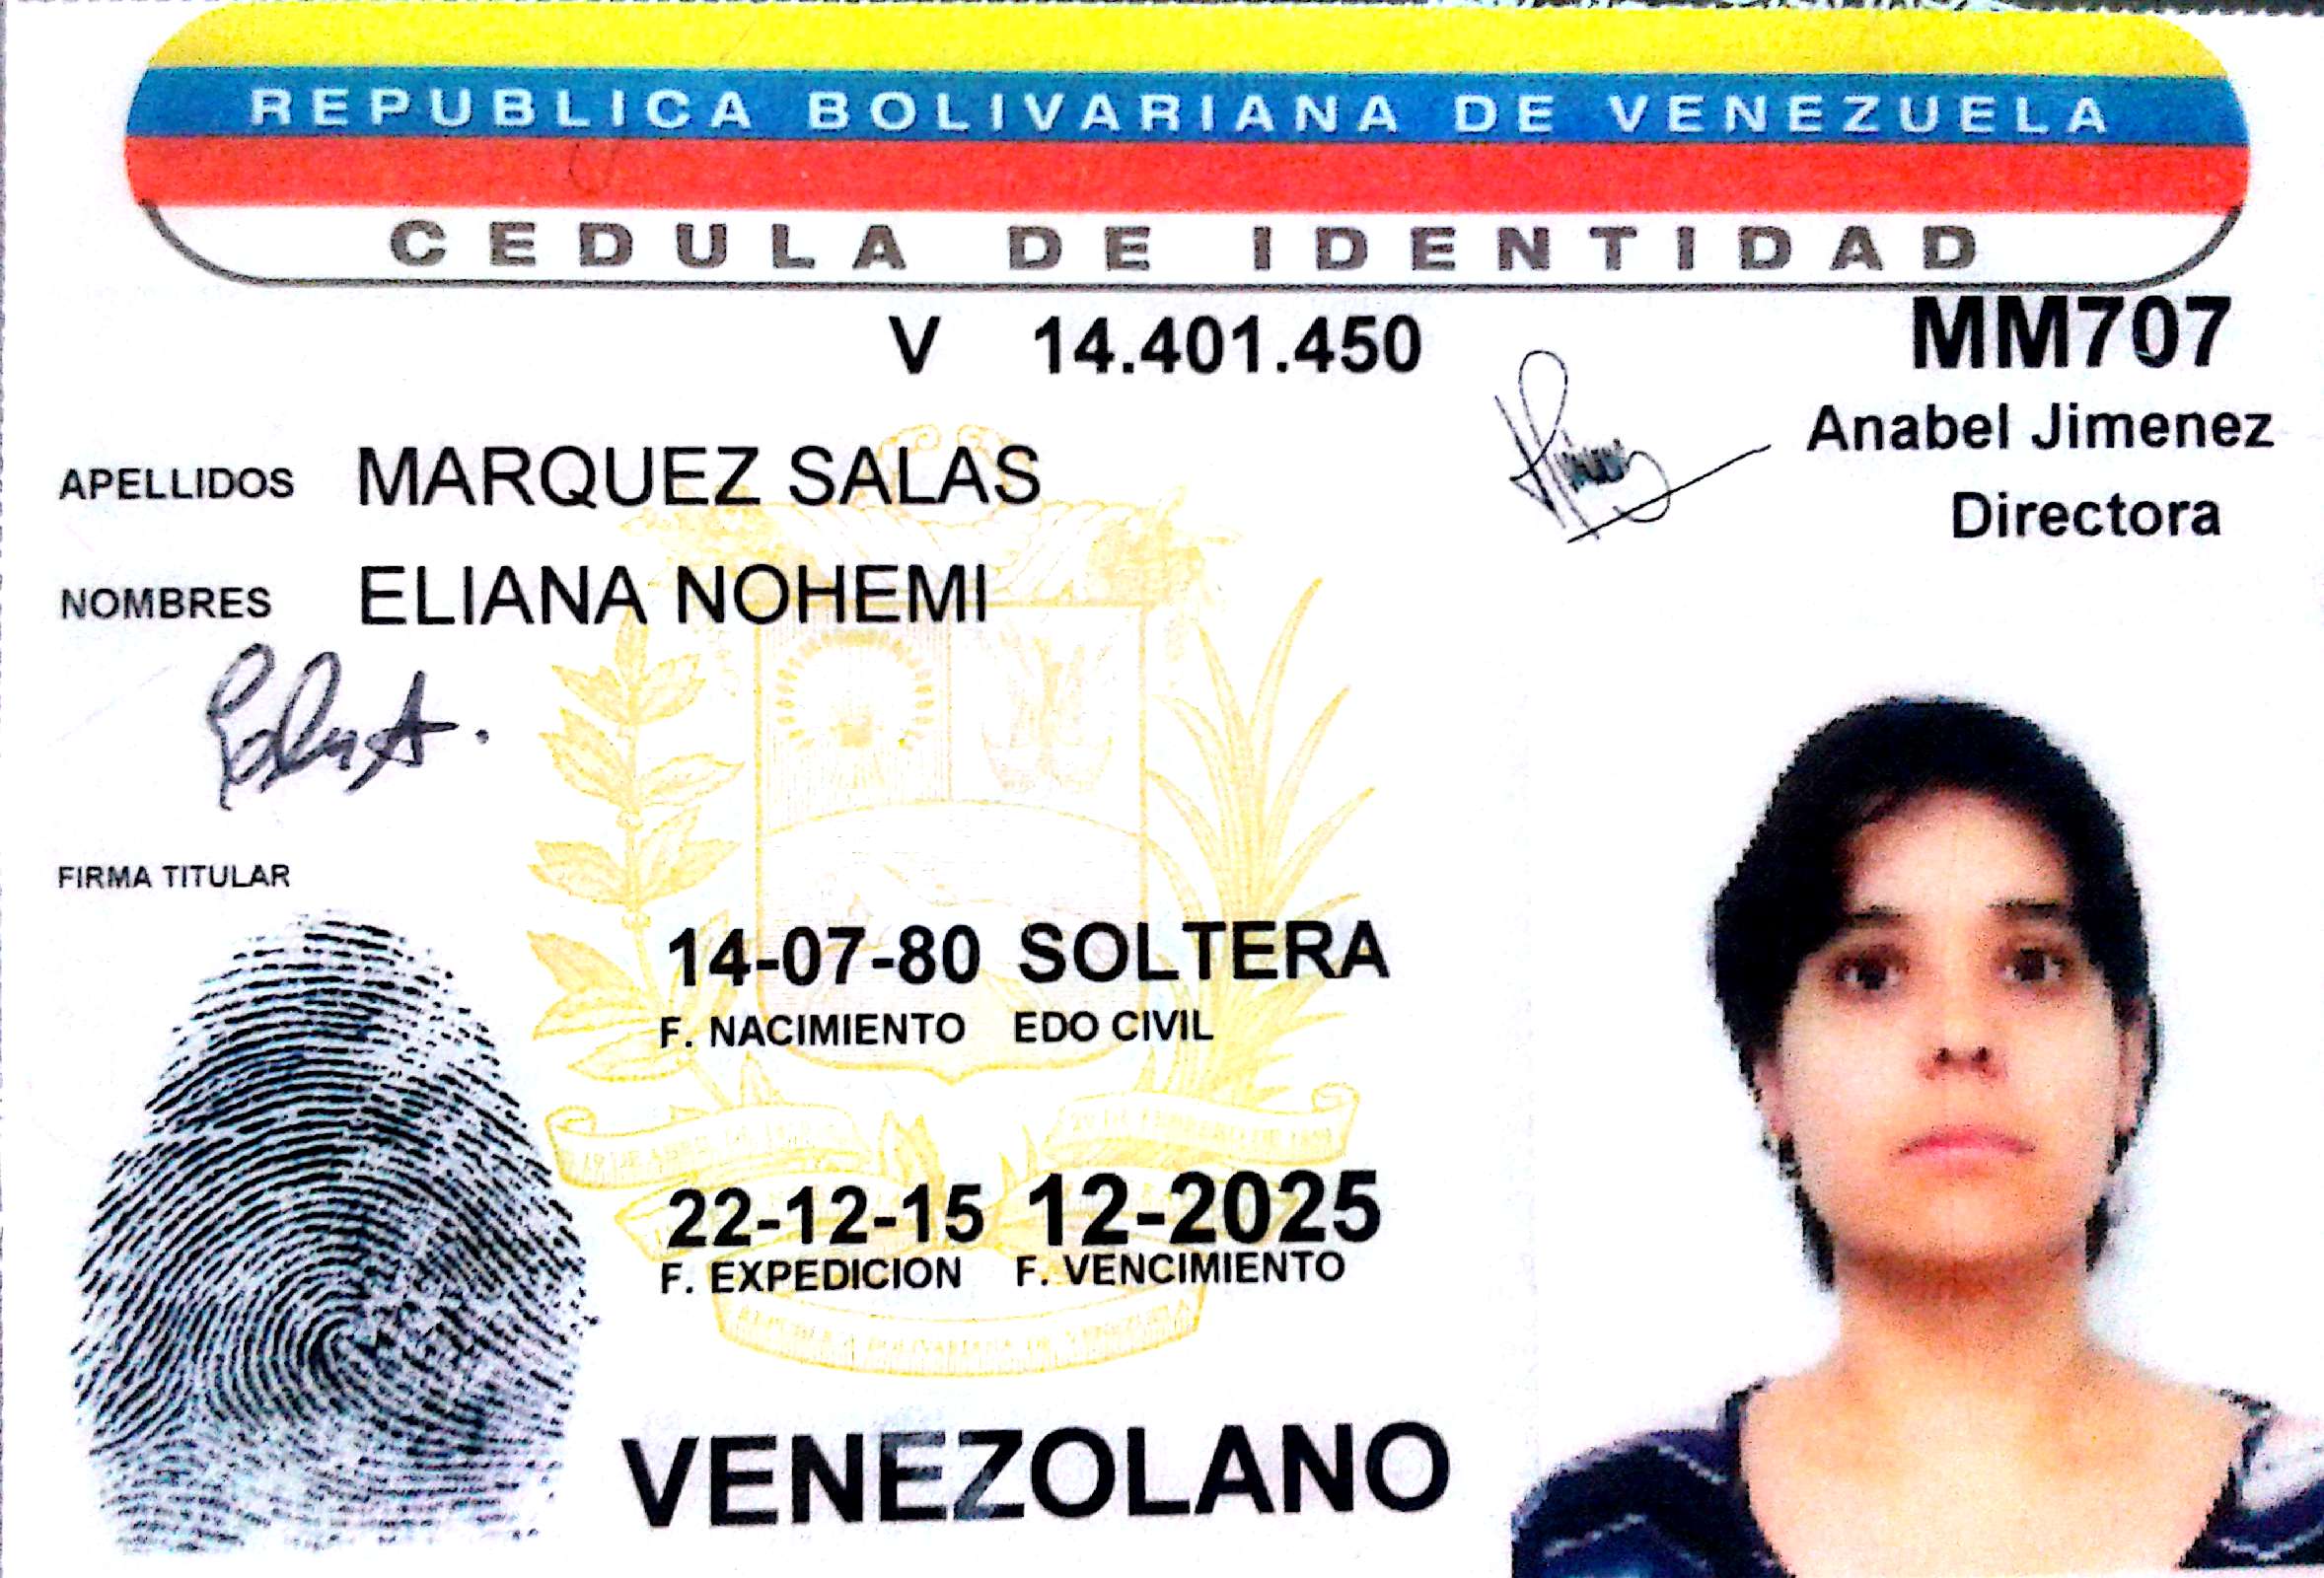 REPUBLICA BOLIVARIANA DE VENEZUELA
CEDULA DE IDENTIDAD
V 14.401.450
MM707
Anabel Jimenez
Directora
APELLIDOS MARQUEZ SALAS
NOMBRES ELIANA NOHEMI
FIRMA TITULAR
14-07-80 SOLTERA
F. NACIMIENTO EDO CIVIL
22-12-15 12-2025
F. EXPEDICION F. VENCIMIENTO
VENEZOLANO